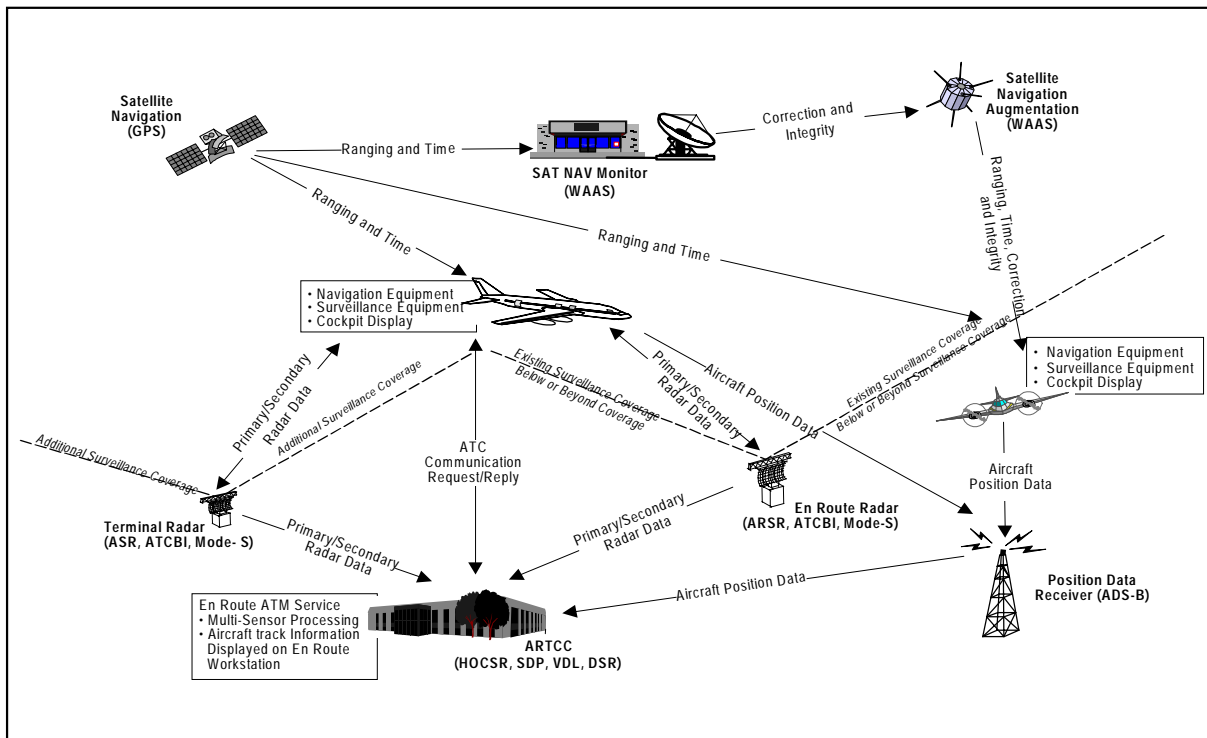 Satellite
Navigation
(GPS)
Ranging and Time
SAT NAV Monitor
(WAAS)
Correction and
Integrity
Satellite
Navigation
Augmentation
(WAAS)
Ranging and Time
Ranging and Time
Ranging, Time, Correction
and Integrity
• Navigation Equipment
• Surveillance Equipment
• Cockpit Display
Primary/Secondary
Radar Data
Additional Surveillance Coverage
Additional Surveillance Coverage
Existing Surveillance Coverage
Below or Beyond Coverage
Primary/Secondary
Radar Data
Aircraft Position Data
Existing Surveillance Coverage
Below or Beyond Surveillance Coverage
• Navigation Equipment
• Surveillance Equipment
• Cockpit Display
ATC
Communication
Request/Reply
Aircraft
Position Data
Terminal Radar
(ASR, ATCBI, Mode- S)
Primary/Secondary
Radar Data
Primary/Secondary
Radar Data
En Route Radar
(ARSR, ATCBI, Mode-S)
Aircraft Position Data
Position Data
Receiver (ADS-B)
En Route ATM Service
• Multi-Sensor Processing
• Aircraft track Information
Displayed on En Route
Workstation
ARTCC
(HOCSR, SDP, VDL, DSR)